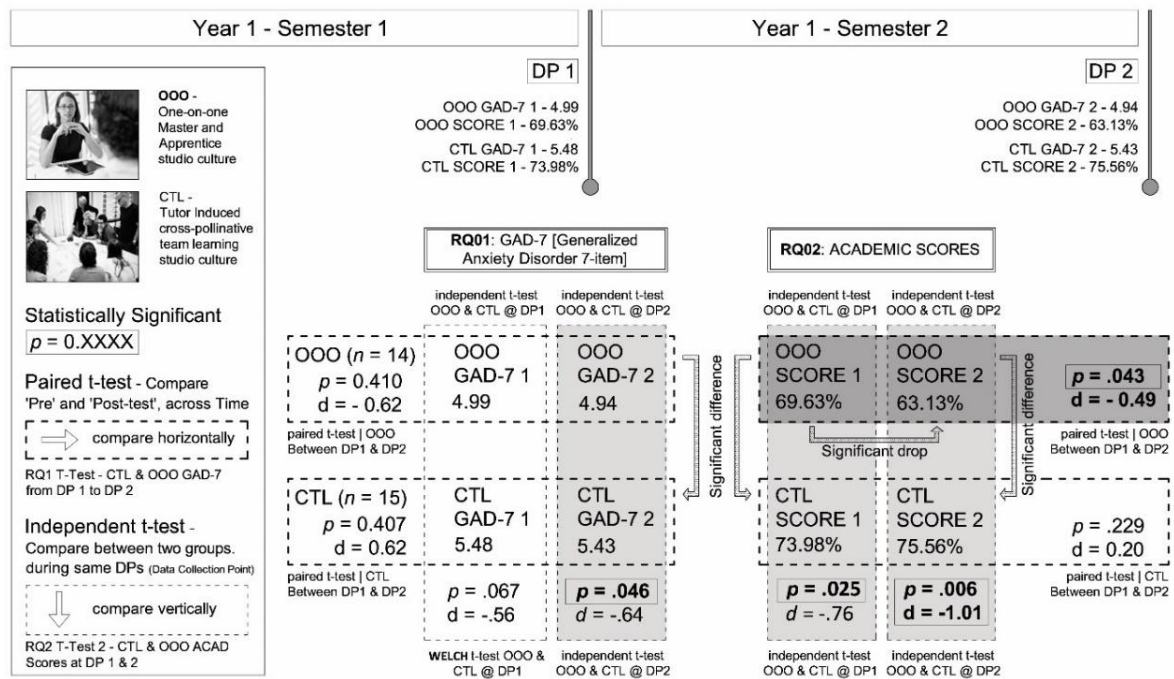 Year 1 - Semester 1
Year 1 - Semester 2
DP 1
OOO GAD-7 1 - 4.99
OOO SCORE 1 - 69.63%
CTL GAD-7 1 - 5.48
CTL SCORE 1 - 73.98%
DP 2
OOO GAD-7 2 - 4.94
OOO SCORE 2 - 63.13%
CTL GAD-7 2 - 5.43
CTL SCORE 2 - 75.56%
OOO -
One-on-one
Master and
Apprentice
studio culture
CTL -
Tutor Induced
cross-pollinative
team learning
studio culture
Statistically Significant
p = 0.XXXX
Paired t-test - Compare
'Pre' and 'Post-test', across Time
compare horizontally
RQ1 T-Test - CTL & OOO GAD-7
from DP 1 to DP 2
Independent t-test -
Compare between two groups.
during same DPs (Data Collection Point)
compare vertically
RQ2 T-Test 2 - CTL & OOO ACAD
Scores at DP 1 & 2
RQ01: GAD-7 [Generalized
Anxiety Disorder 7-item]
RQ02: ACADEMIC SCORES
independent t-test
OOO & CTL @ DP1
independent t-test
OOO & CTL @ DP2
independent t-test
OOO & CTL @ DP1
independent t-test
OOO & CTL @ DP2
OOO (n = 14)
p = 0.410
d = - 0.62
OOO
GAD-7 1
4.99
OOO
GAD-7 2
4.94
Significant difference
OOO
SCORE 1
69.63%
OOO
SCORE 2
63.13%
Significant drop
Significant difference
p = .043
d = - 0.49
paired t-test | OOO
Between DP1 & DP2
paired t-test | OOO
Between DP1 & DP2
CTL (n = 15)
p = 0.407
d = 0.62
CTL
GAD-7 1
5.48
CTL
GAD-7 2
5.43
CTL
SCORE 1
73.98%
CTL
SCORE 2
75.56%
p = .229
d = 0.20
paired t-test | CTL
Between DP1 & DP2
paired t-test | CTL
Between DP1 & DP2
p = .067
d = -.56
p = .046
d = -.64
p = .025
d = -.76
p = .006
d = -1.01
WELCH t-test OOO &
CTL @ DP1
independent t-test
OOO & CTL @ DP2
independent t-test
OOO & CTL @ DP1
independent t-test
OOO & CTL @ DP2